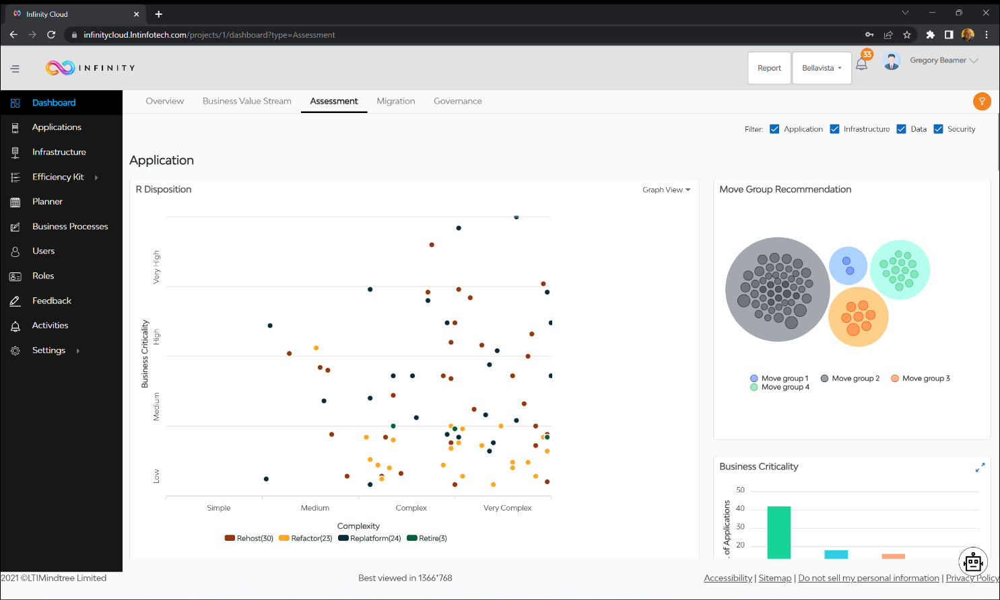 Infinity Cloud
infinitycloud.lntinfotech.com/projects/1/dashboard?type=Assessment
INFINITY
Report
Bellavista
33
Gregory Beamer
Dashboard
Applications
Infrastructure
Efficiency Kit
Planner
Business Processes
Users
Roles
Feedback
Activities
Settings
Overview Business Value Stream Assessment Migration Governance
Filter: Application Infrastructure Data Security
Application
R Disposition
Graph View
Business Criticality
Very High
High
Medium
Low
Simple Medium Complex Very Complex
Complexity
Rehost(30) Refactor(23) Replatform(24) Retire(3)
Move Group Recommendation
Move group 1 Move group 2 Move group 3
Move group 4
Business Criticality
. of Applications
50
40
30
20
2021 ©LTIMindtree Limited
Best viewed in 1366*768
Accessibility | Sitemap | Do not sell my personal information | Privacy Policy